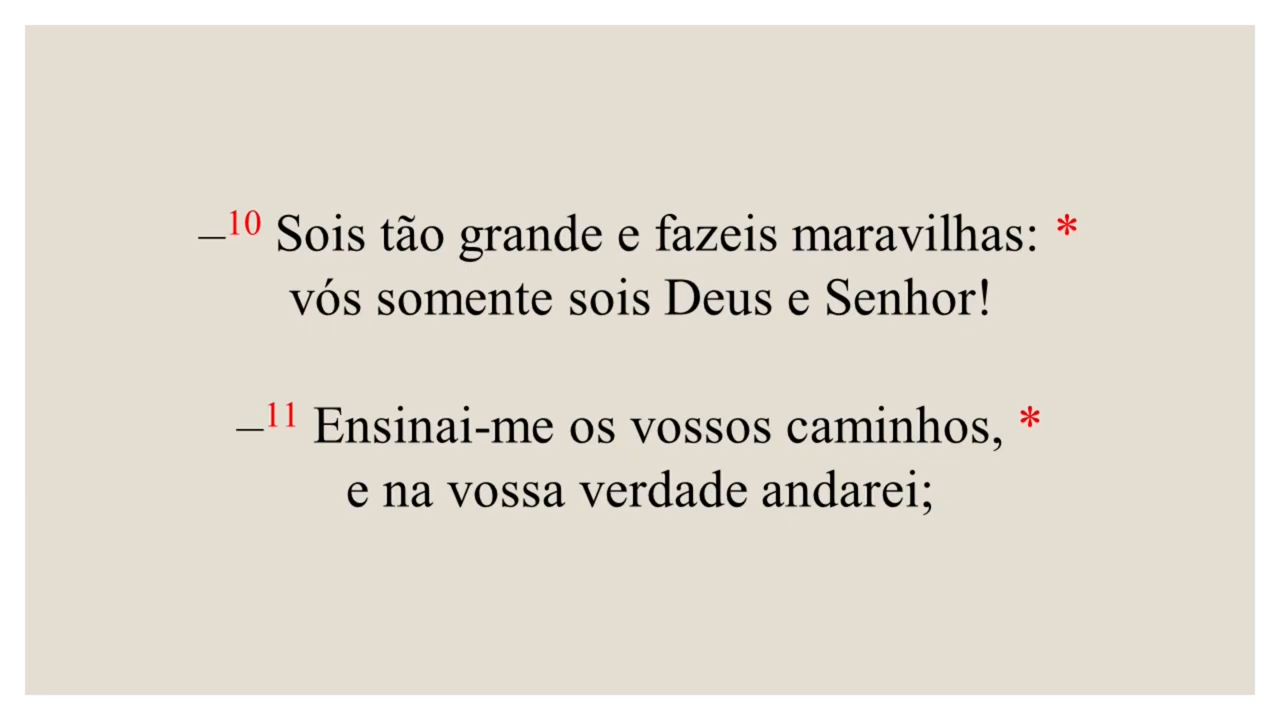 –10 Sois tão grande e fazeis maravilhas: *
vós somente sois Deus e Senhor!
–11 Ensinai-me os vossos caminhos, *
e na vossa verdade andarei;